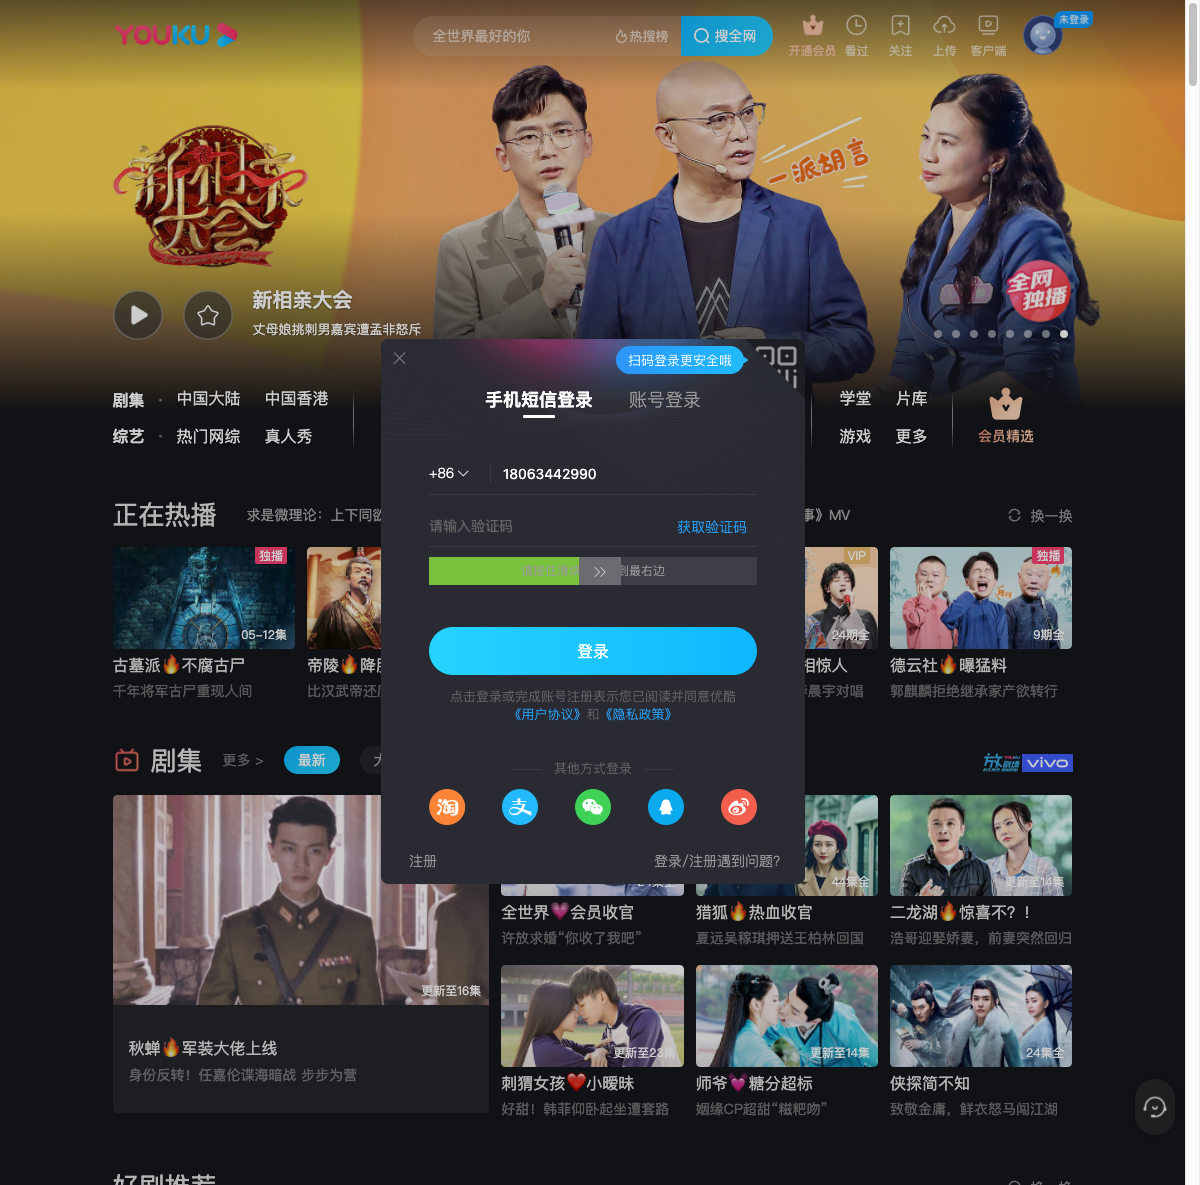 YOUKU
全世界最好的你
热搜榜
搜全网
开通会员
看过
关注
上传
客户端
未登录
新相亲大会
一派胡言
全网
独播
新相亲大会
丈母娘挑刺男嘉宾遭孟非怒斥
扫码登录更安全哦
手机短信登录
账号登录
剧集 · 中国大陆 中国香港
学堂 片库
综艺 · 热门网综 真人秀
游戏 更多
会员精选
+86 18063442990
请输入验证码
获取验证码
到最右边
登录
点击登录或完成账号注册表示您已阅读并同意优酷
《用户协议》和《隐私政策》
其他方式登录
淘
支
注册
登录/注册遇到问题?
正在热播
求是微理论：上下同欲
事》MV
换一换
独播
05-12集
古墓派🔥不腐古尸
千年将军古尸重现人间
帝陵🔥降
比汉武帝还
VIP
24期全
相惊人
晨宇对唱
独播
9期全
德云社🔥曝猛料
郭麒麟拒绝继承家产欲转行
剧集
更多 >
最新
放剧场
vivo
更新至16集
秋蝉🔥军装大佬上线
身份反转！任嘉伦谍海暗战 步步为营
全世界💗会员收官
许放求婚“你收了我吧”
44集全
猎狐🔥热血收官
夏远吴稼琪押送王柏林回国
更新至14集
二龙湖🔥惊喜不？！
浩哥迎娶娇妻，前妻突然回归
更新至23集
刺猬女孩❤️小暧昧
好甜！韩菲仰卧起坐遭套路
更新至14集
师爷💓糖分超标
姻缘CP超甜“糍粑吻”
24集全
侠探简不知
致敬金庸，鲜衣怒马闯江湖
好剧推荐
换一换